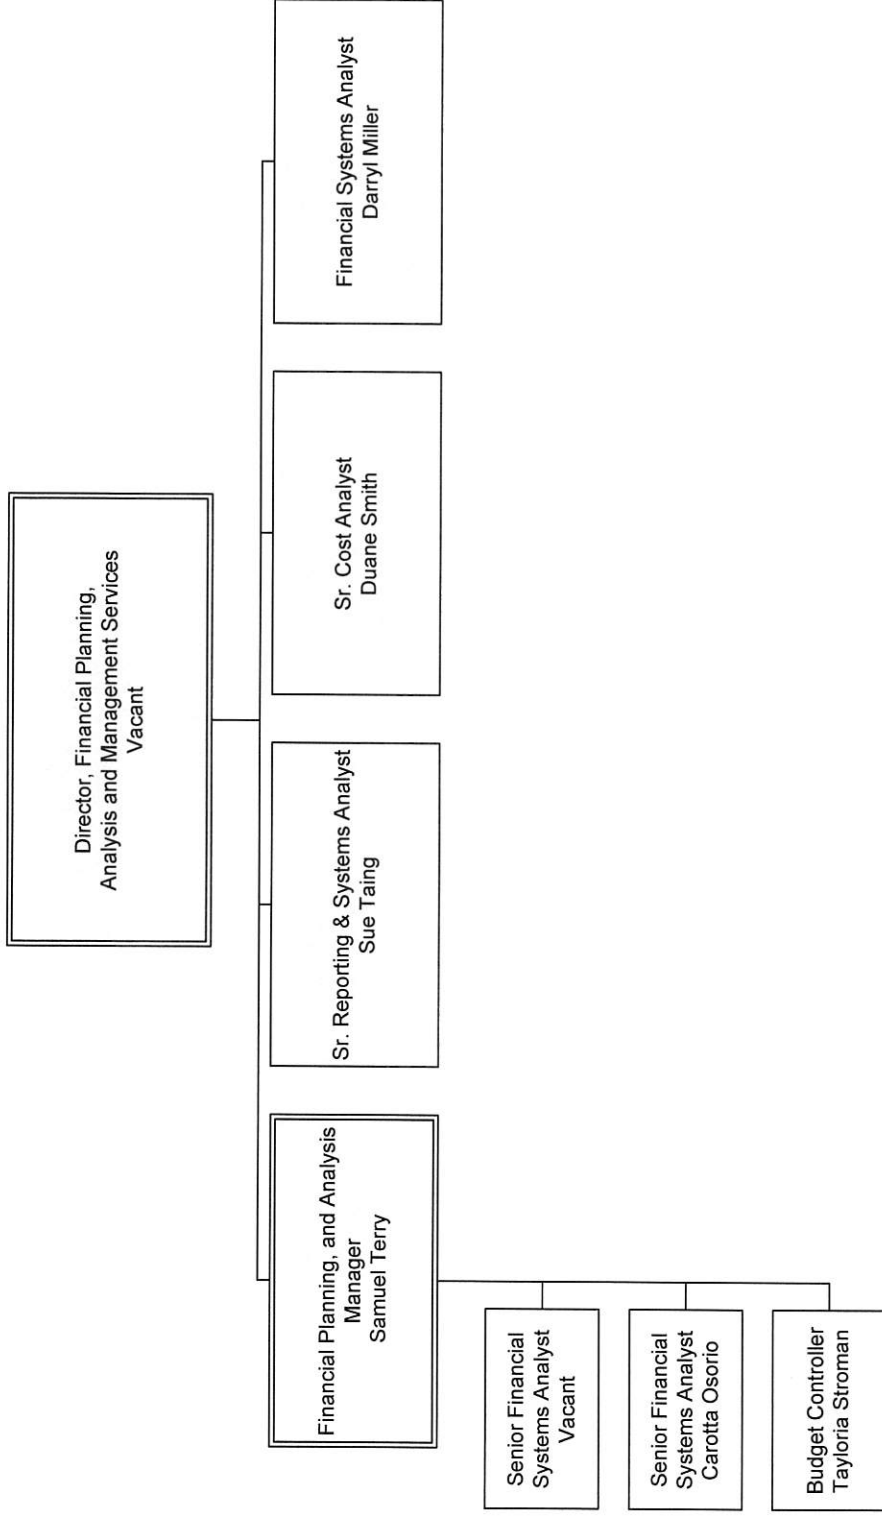 Director, Financial Planning,
Analysis and Management Services
Vacant
Financial Planning, and Analysis
Manager
Samuel Terry
Sr. Reporting & Systems Analyst
Sue Taing
Sr. Cost Analyst
Duane Smith
Financial Systems Analyst
Darryl Miller
Senior Financial
Systems Analyst
Vacant
Senior Financial
Systems Analyst
Carotta Osorio
Budget Controller
Tayloria Stroman